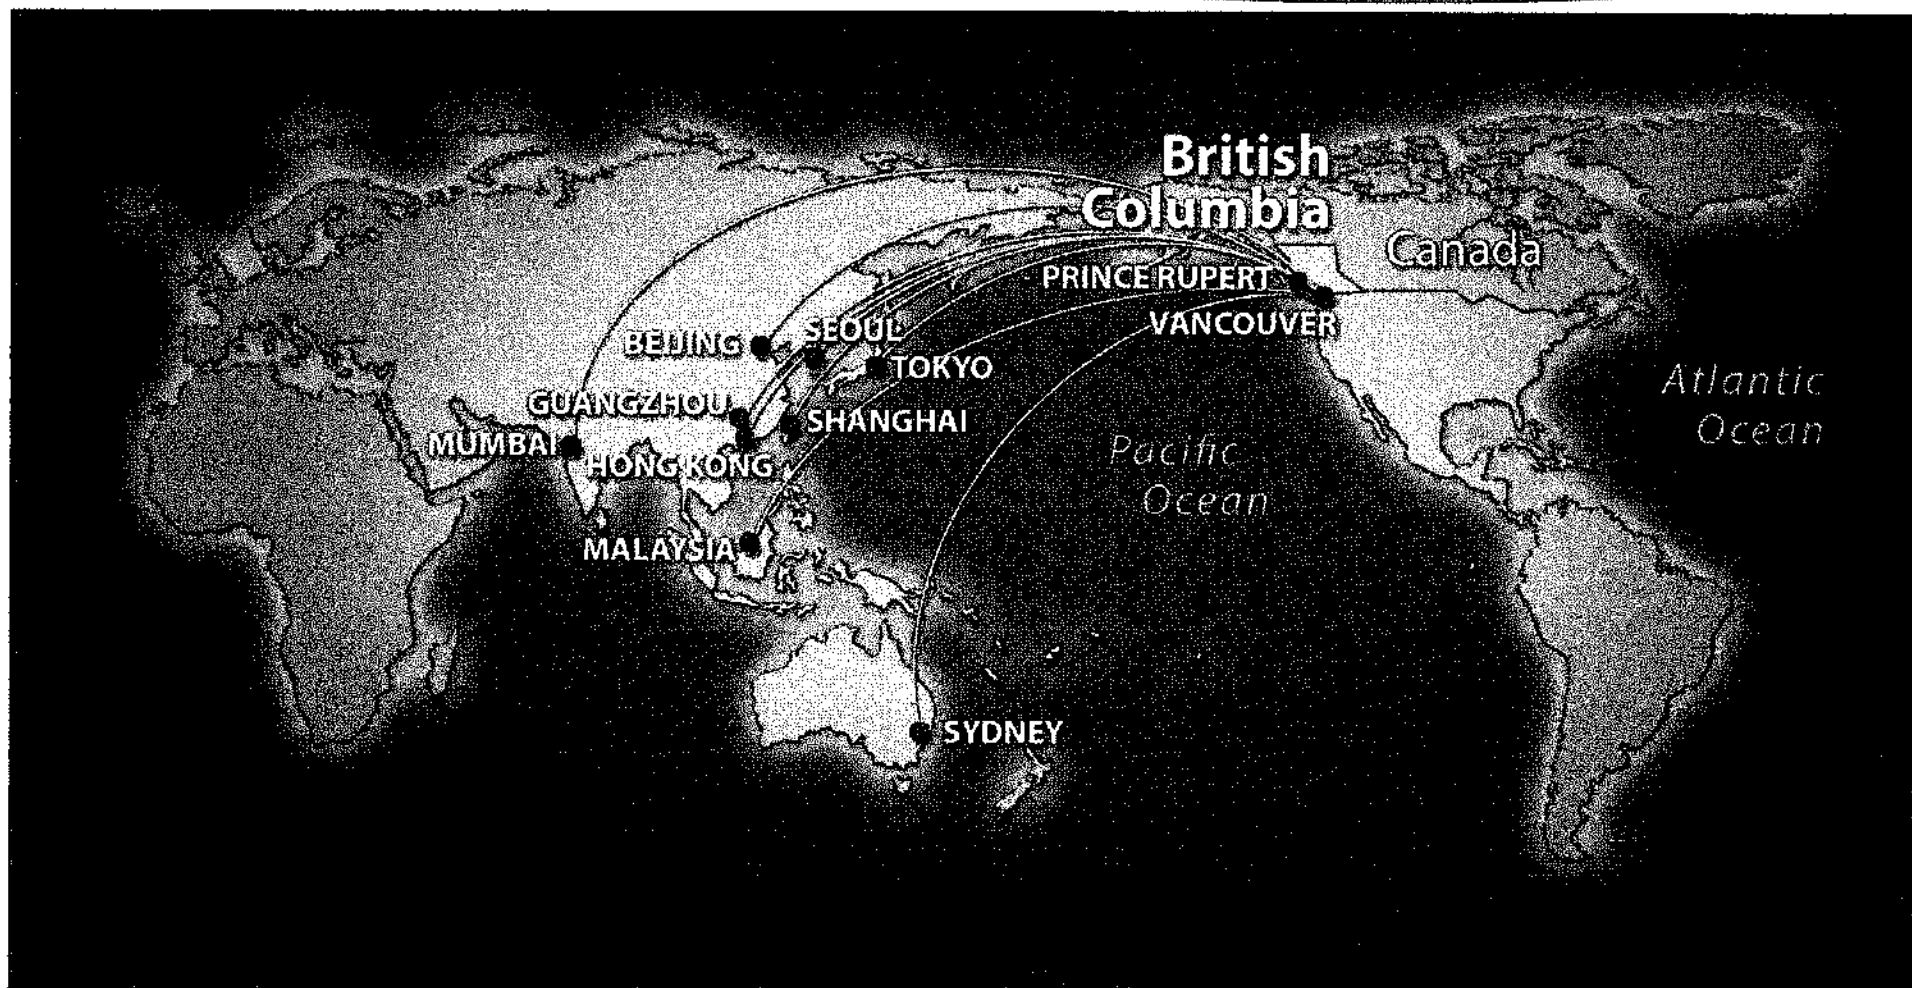 British
Columbia
Canada
PRINCE RUPERT
VANCOUVER
BEIJING
SEOUL
TOKYO
GUANGZHOU
SHANGHAI
MUMBAI
HONG KONG
MALAYSIA
SYDNEY
Pacific
Ocean
Atlantic
Ocean